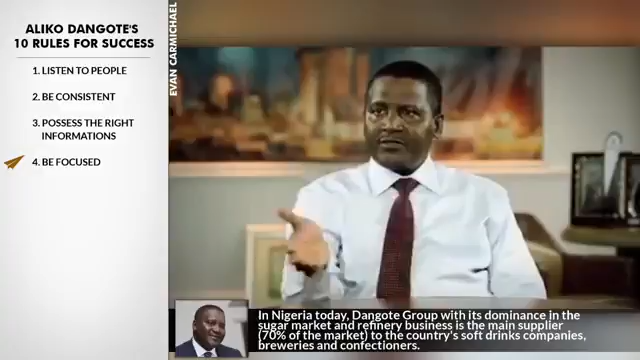 ALIKO DANGOTE'S
10 RULES FOR SUCCESS
1. LISTEN TO PEOPLE
2. BE CONSISTENT
3. POSSESS THE RIGHT
INFORMATIONS
4. BE FOCUSED
EVAN CARMICHAEL
In Nigeria today, Dangote Group with its dominance in the
sugar market and refinery business is the main supplier
(70% of the market) to the country's soft drinks companies,
breweries and confectioners.